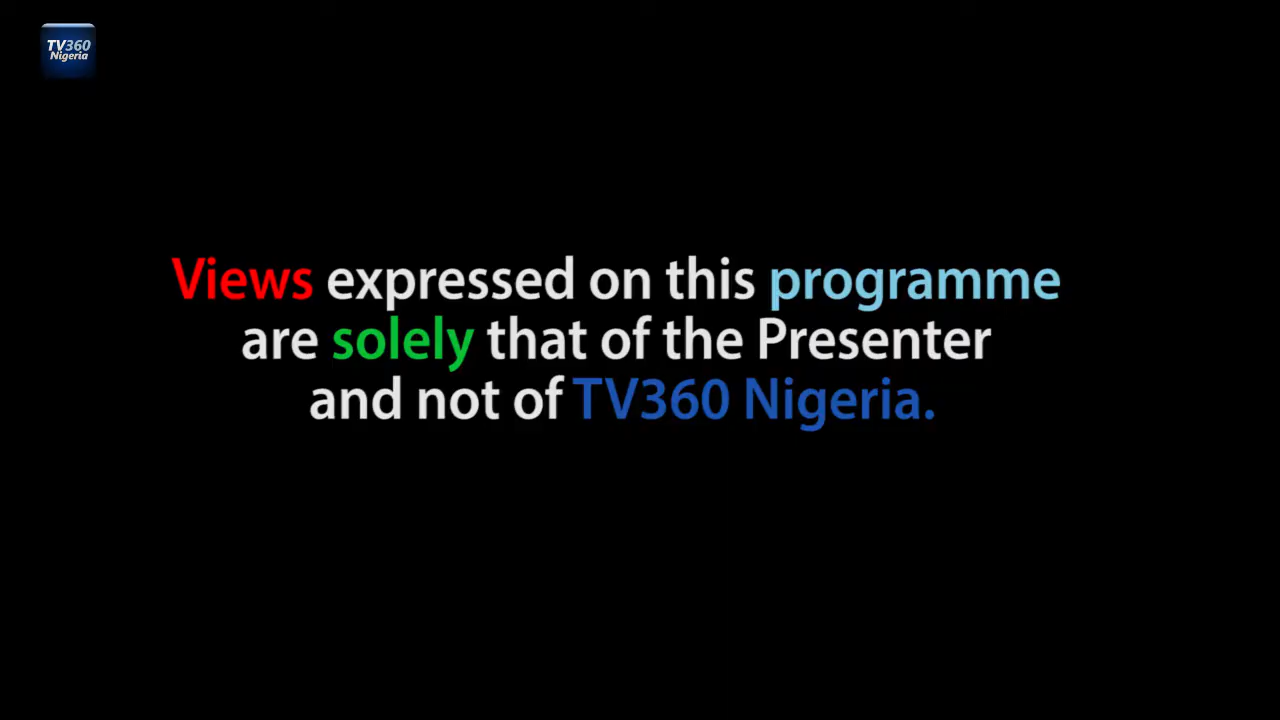 TV360
Nigeria
Views expressed on this programme
are solely that of the Presenter
and not of TV360 Nigeria.